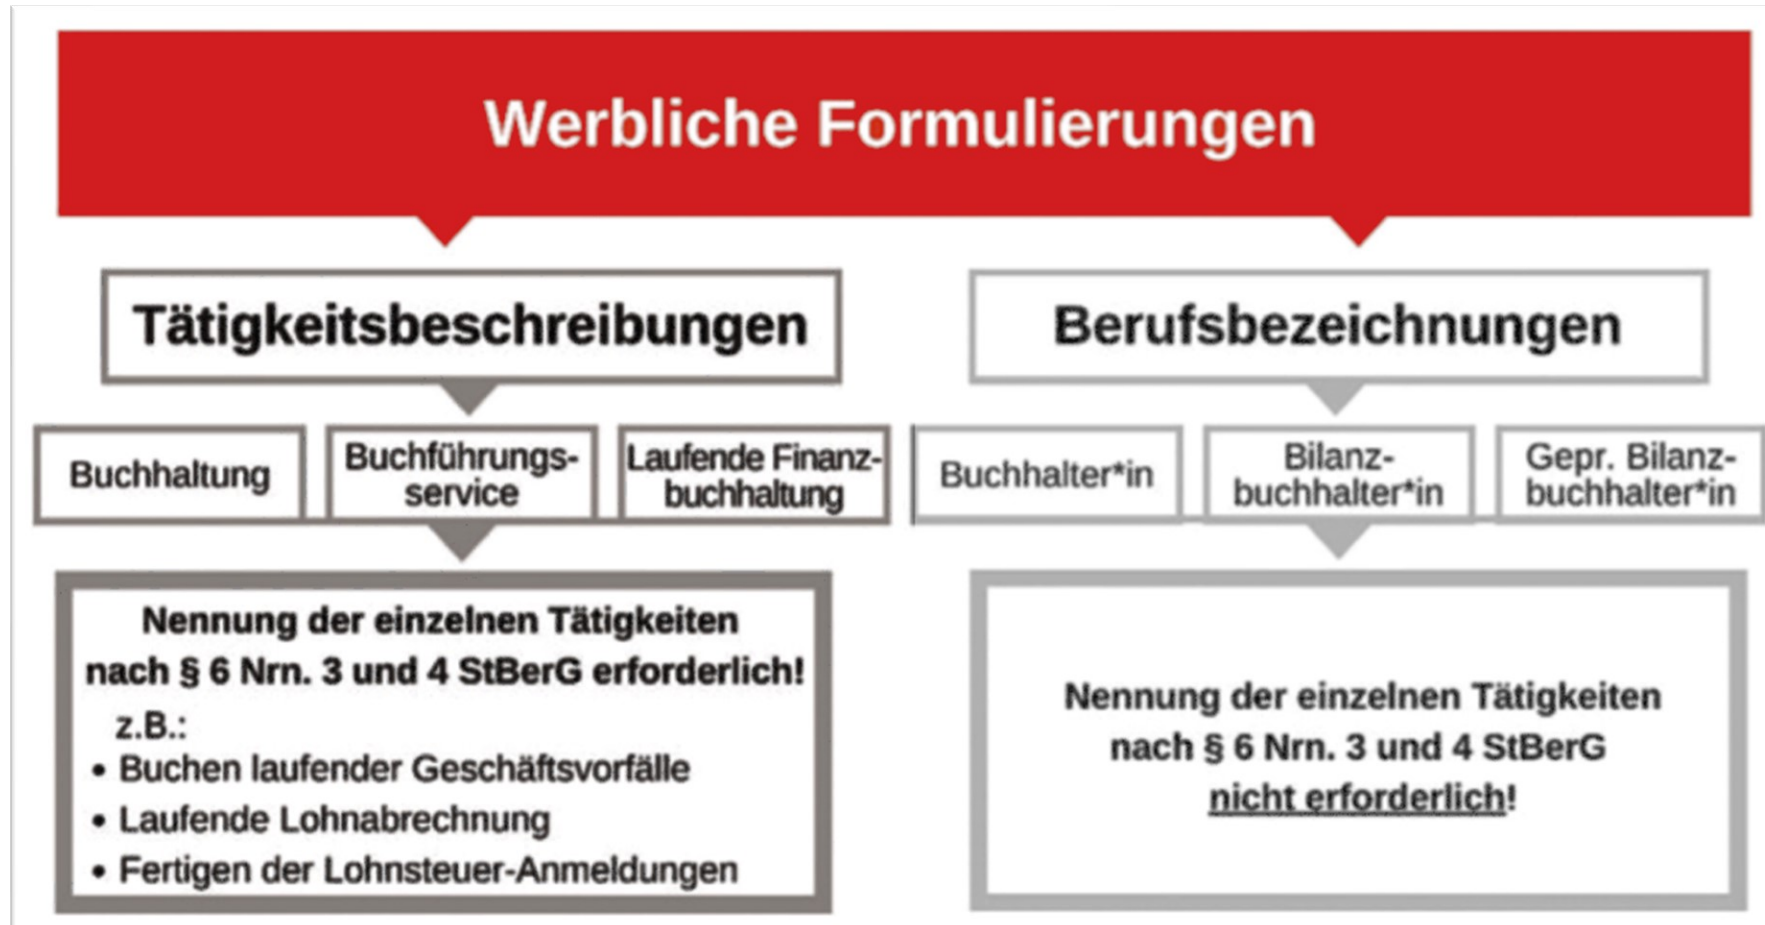 Werbliche Formulierungen
Tätigkeitsbeschreibungen
Berufsbezeichnungen
Buchhaltung
Buchführungs-
service
Laufende Finanz-
buchhaltung
Buchhalter*in
Bilanz-
buchhalter*in
Gepr. Bilanz-
buchhalter*in
Nennung der einzelnen Tätigkeiten
nach § 6 Nrn. 3 und 4 StBerG erforderlich!
z.B.:
• Buchen laufender Geschäftsvorfälle
• Laufende Lohnabrechnung
• Fertigen der Lohnsteuer-Anmeldungen
Nennung der einzelnen Tätigkeiten
nach § 6 Nrn. 3 und 4 StBerG
nicht erforderlich!